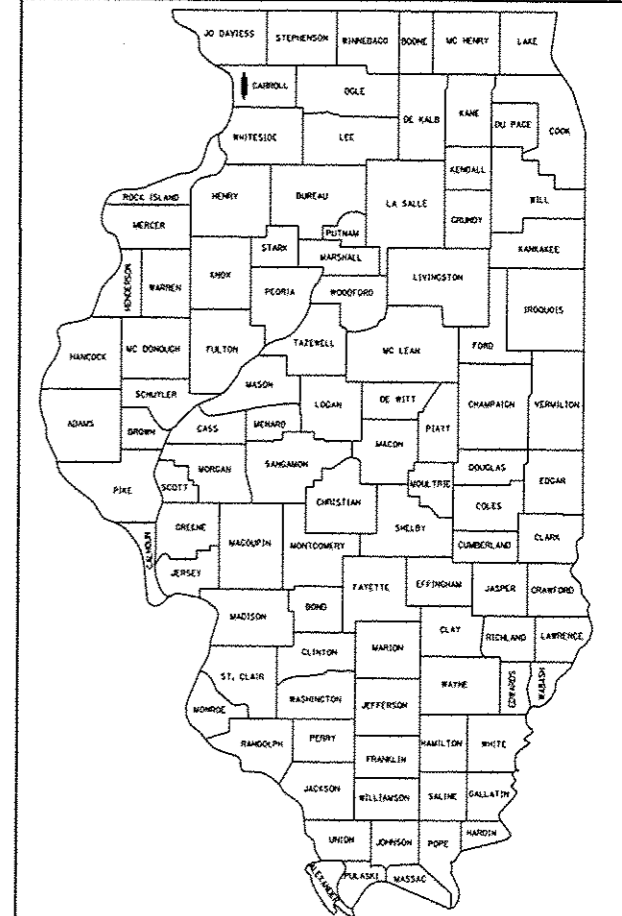 JO DAVIESS
STEPHENSON
WINNEBAGO
BOONE
MC HENRY
LAKE
CARROLL
OGLE
DE KALB
KANE
DU PAGE
COOK
WHITESIDE
LEE
KENDALL
ROCK ISLAND
HENRY
BUREAU
LA SALLE
GRUNDY
WILL
MERCER
PUTNAM
KANKAKEE
STARK
MARSHALL
HENDERSON
WARREN
KNOX
PEORIA
WOODFORD
LIVINGSTON
IROQUOIS
HANCOCK
MC DONOUGH
FULTON
TAZEWELL
MC LEAN
FORD
SCHUYLER
MASON
LOGAN
DE WITT
CHAMPAIGN
VERMILION
ADAMS
BROWN
CASS
MENARD
MACON
PIATT
PIKE
SCOTT
MORGAN
SANGAMON
CHRISTIAN
MOULTRIE
DOUGLAS
EDGAR
COLES
CALHOUN
GREENE
MACOUPIN
MONTGOMERY
SHELBY
CUMBERLAND
CLARK
JERSEY
FAYETTE
EFFINGHAM
JASPER
CRAWFORD
MADISON
BOND
CLAY
RICHLAND
LAWRENCE
CLINTON
MARION
ST. CLAIR
WAYNE
EDWARDS
WABASH
MONROE
WASHINGTON
JEFFERSON
RANDOLPH
PERRY
HAMILTON
WHITE
FRANKLIN
JACKSON
WILLIAMSON
SALINE
GALLATIN
UNION
JOHNSON
POPE
HARDIN
ALEXANDER
PULASKI
MASSAC